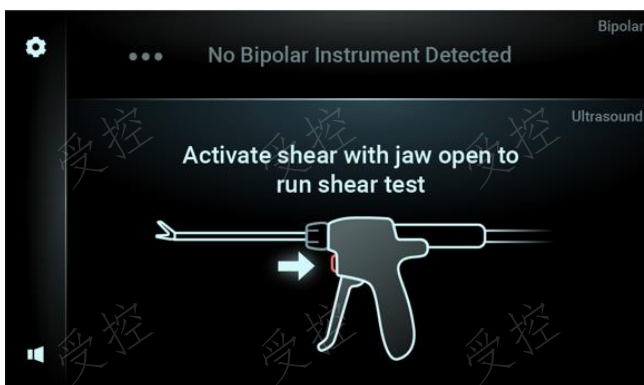 Bipolar
No Bipolar Instrument Detected
Ultrasound
Activate shear with jaw open to
run shear test
受控
受控
受控
受控
受控
受控